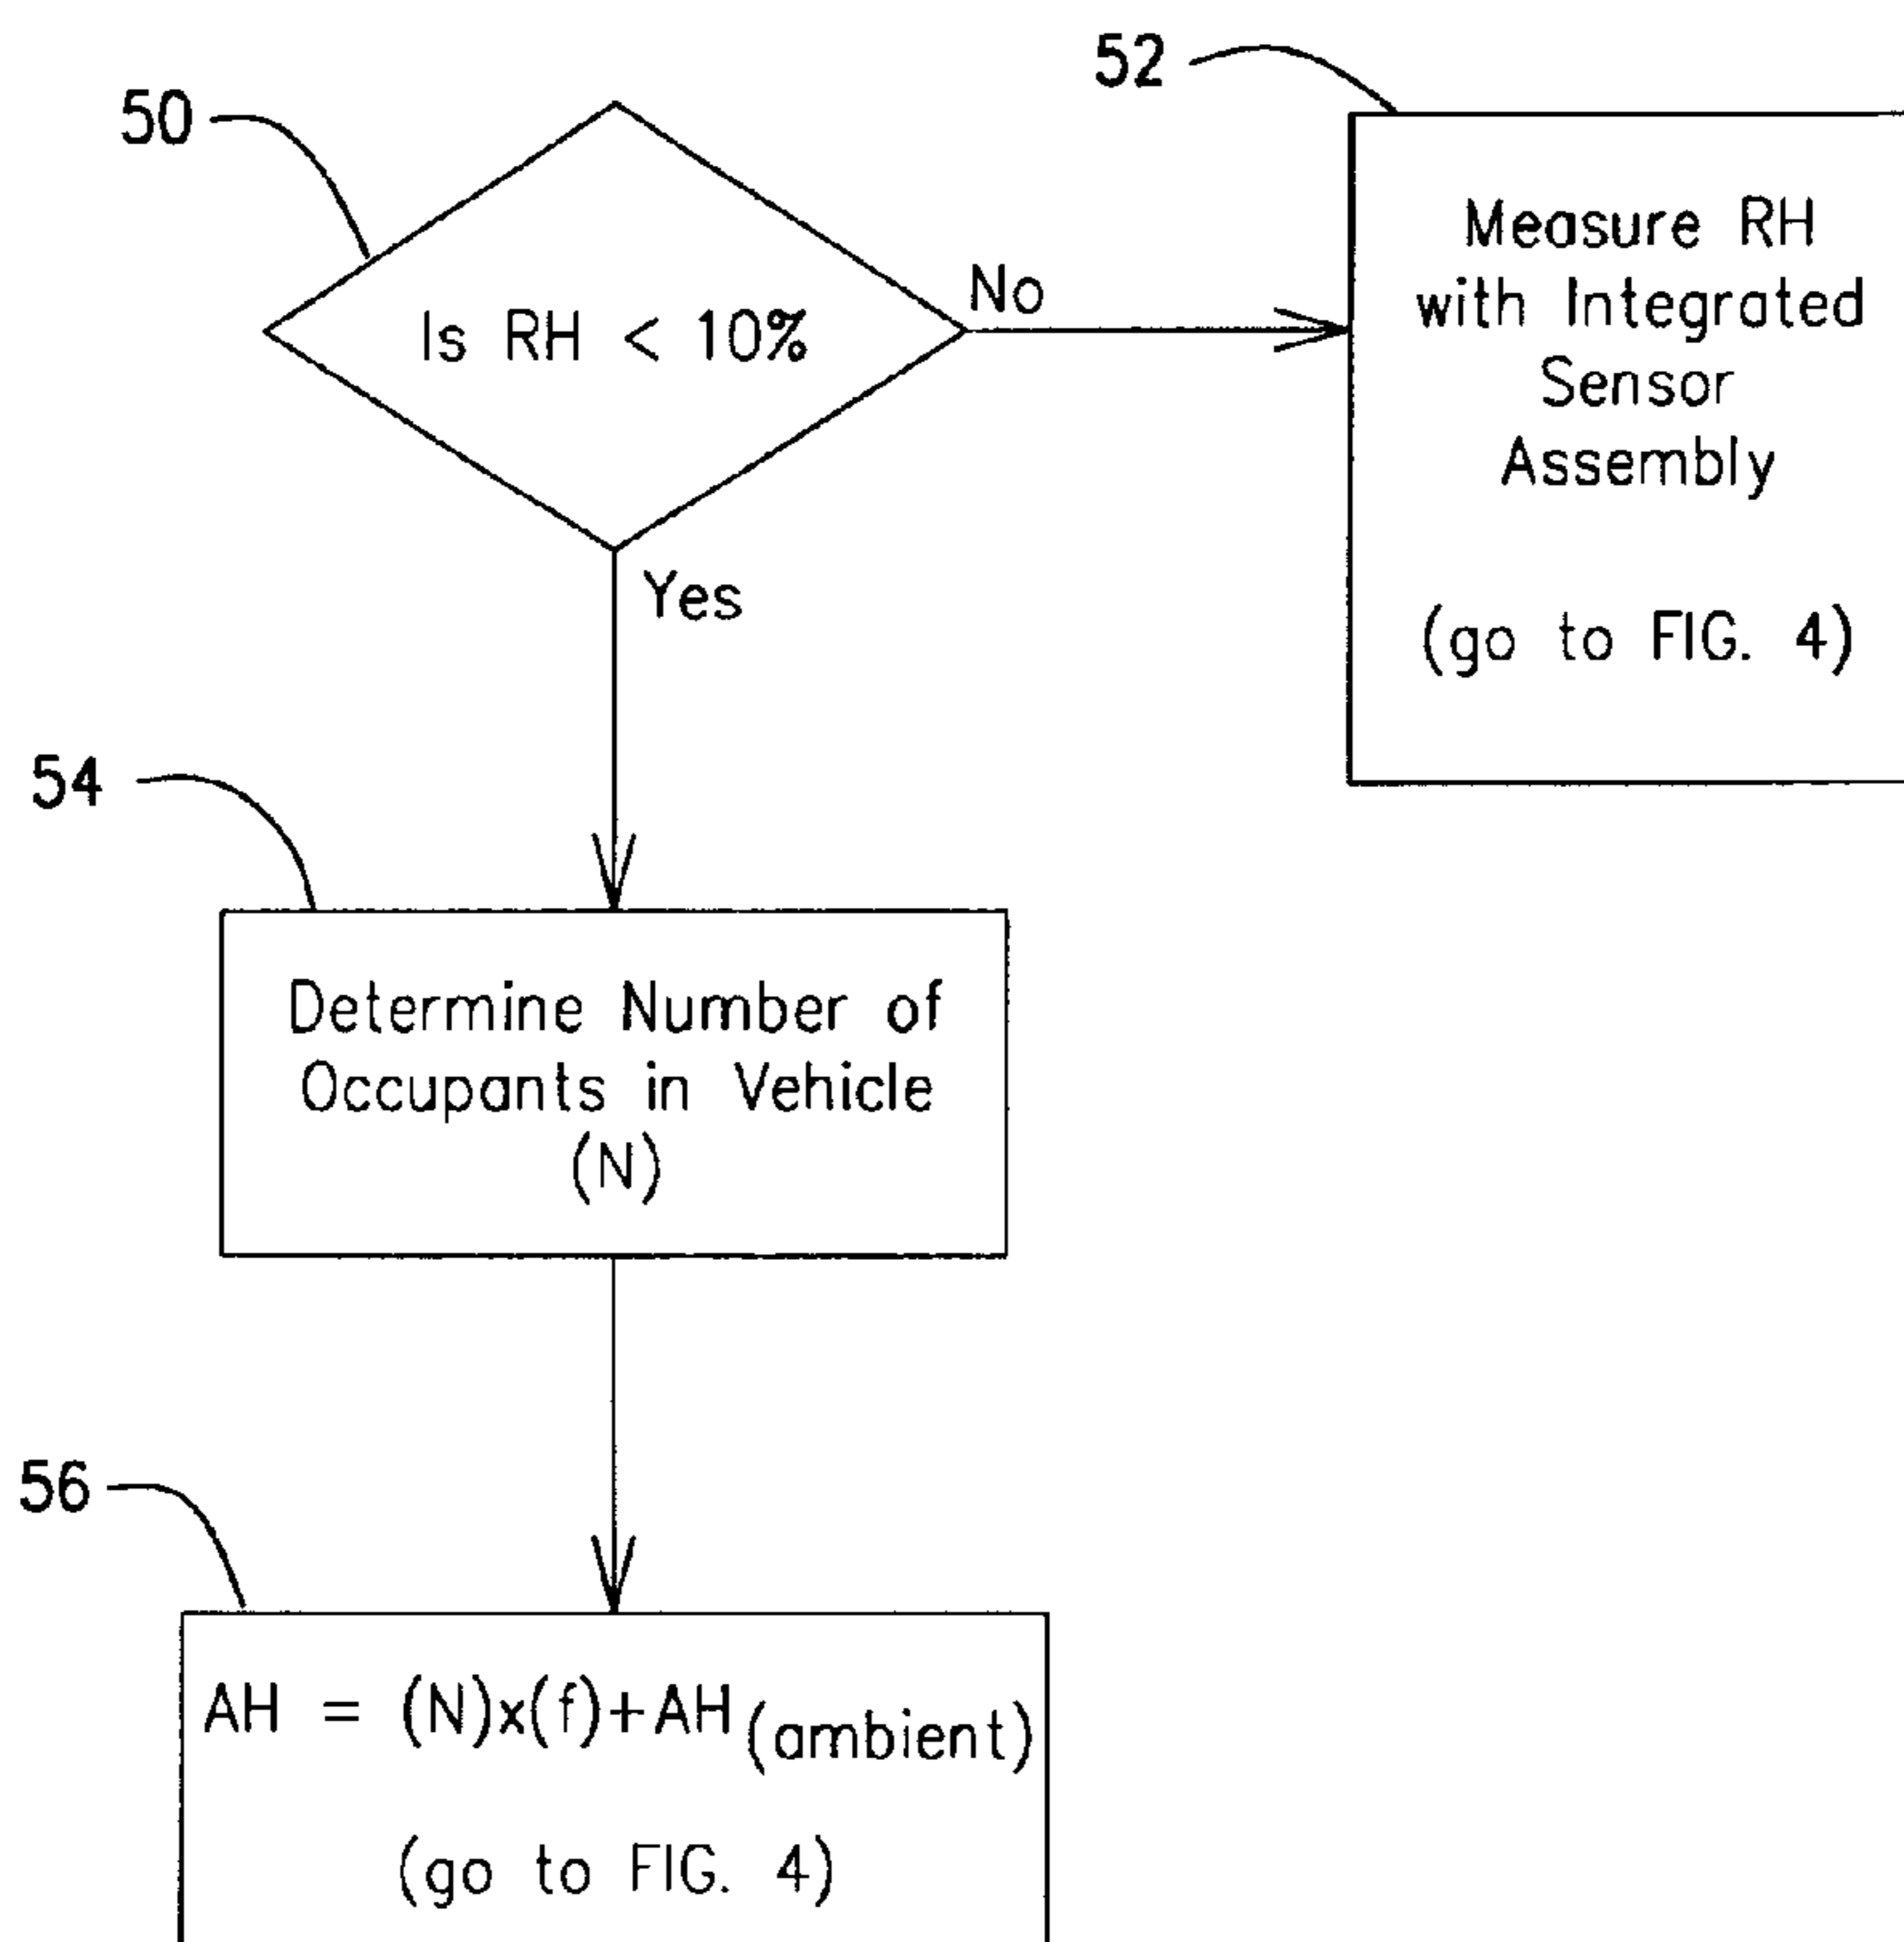 50
Is RH < 10%
No
52
Measure RH
with Integrated
Sensor
Assembly
(go to FIG. 4)
Yes
54
Determine Number of
Occupants in Vehicle
(N)
56
AH = (N)x(f)+AH(ambient)
(go to FIG. 4)